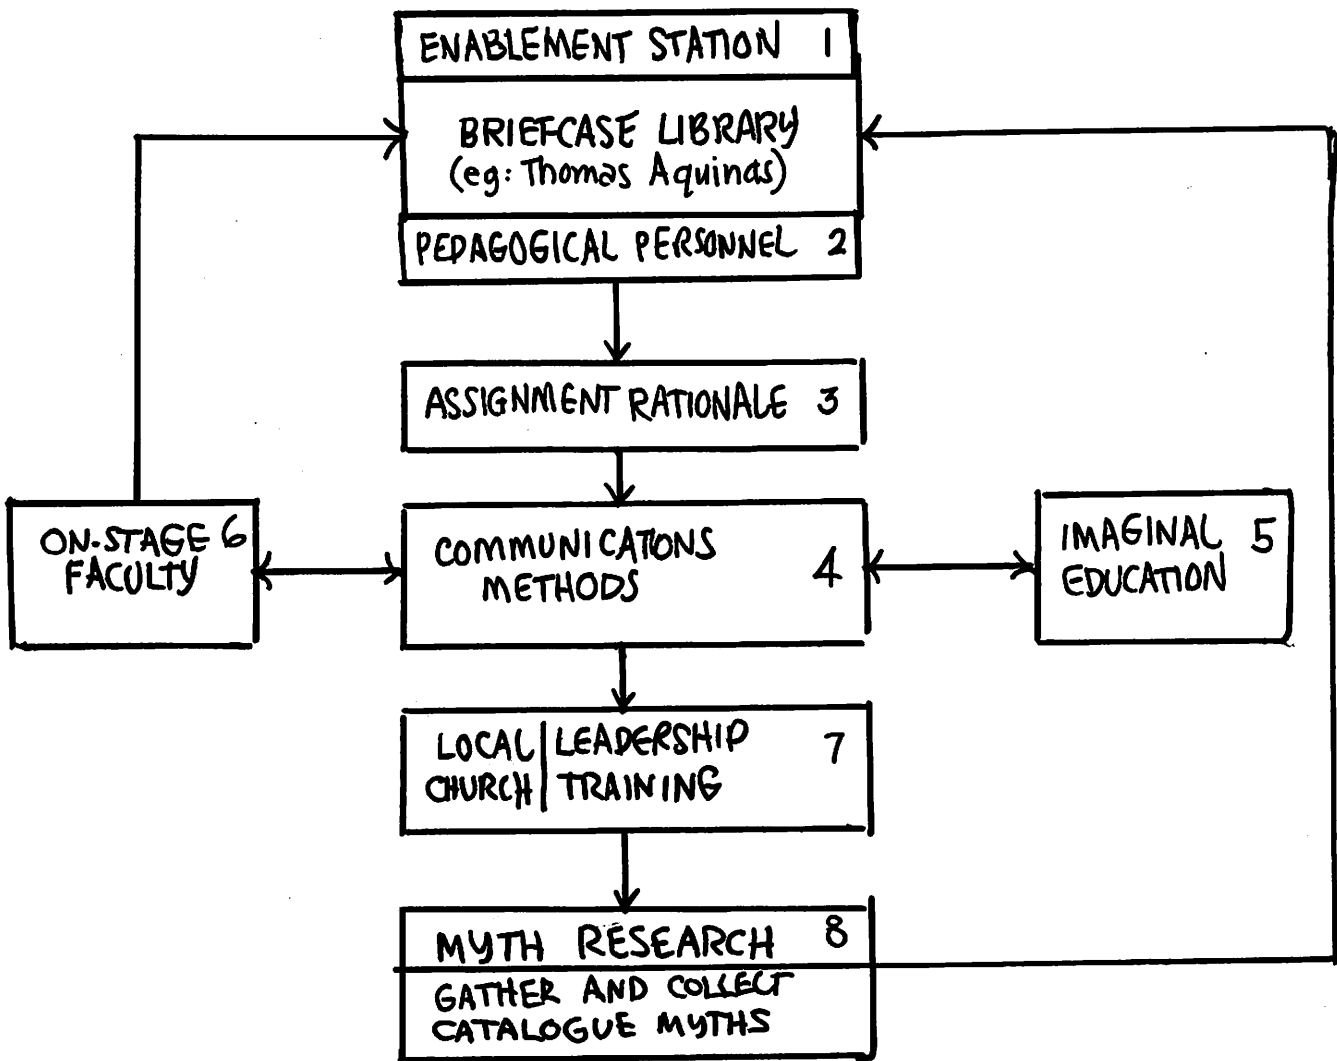 ENABLEMENT STATION 1
BRIEFCASE LIBRARY
(eg: Thomas Aquinas)
PEDAGOGICAL PERSONNEL 2
ASSIGNMENT RATIONALE 3
ON-STAGE 6
FACULTY
COMMUNICATIONS
METHODS 4
IMAGINAL 5
EDUCATION
LOCAL | LEADERSHIP 7
CHURCH | TRAINING
MYTH RESEARCH 8
GATHER AND COLLECT
CATALOGUE MYTHS